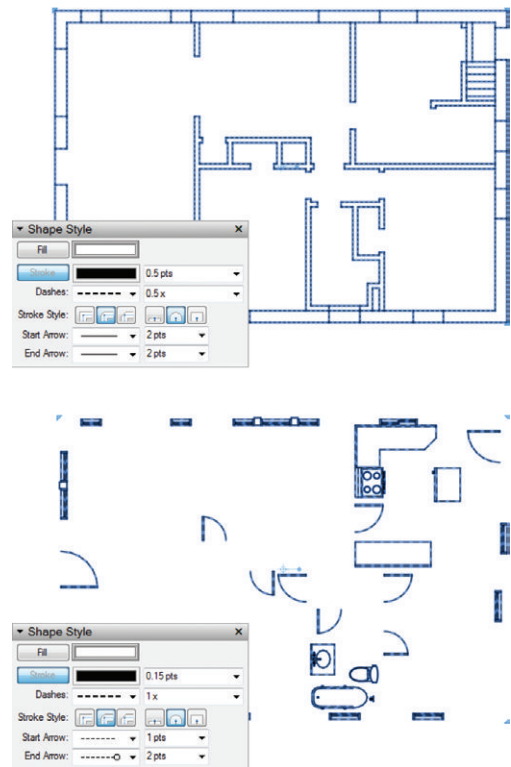 Shape Style
Fill
Stroke 0.5 pts
Dashes: 0.5 x
Stroke Style:
Start Arrow: 2 pts
End Arrow: 2 pts
Shape Style
Fill
Stroke 0.15 pts
Dashes: 1 x
Stroke Style:
Start Arrow: 1 pts
End Arrow: 2 pts